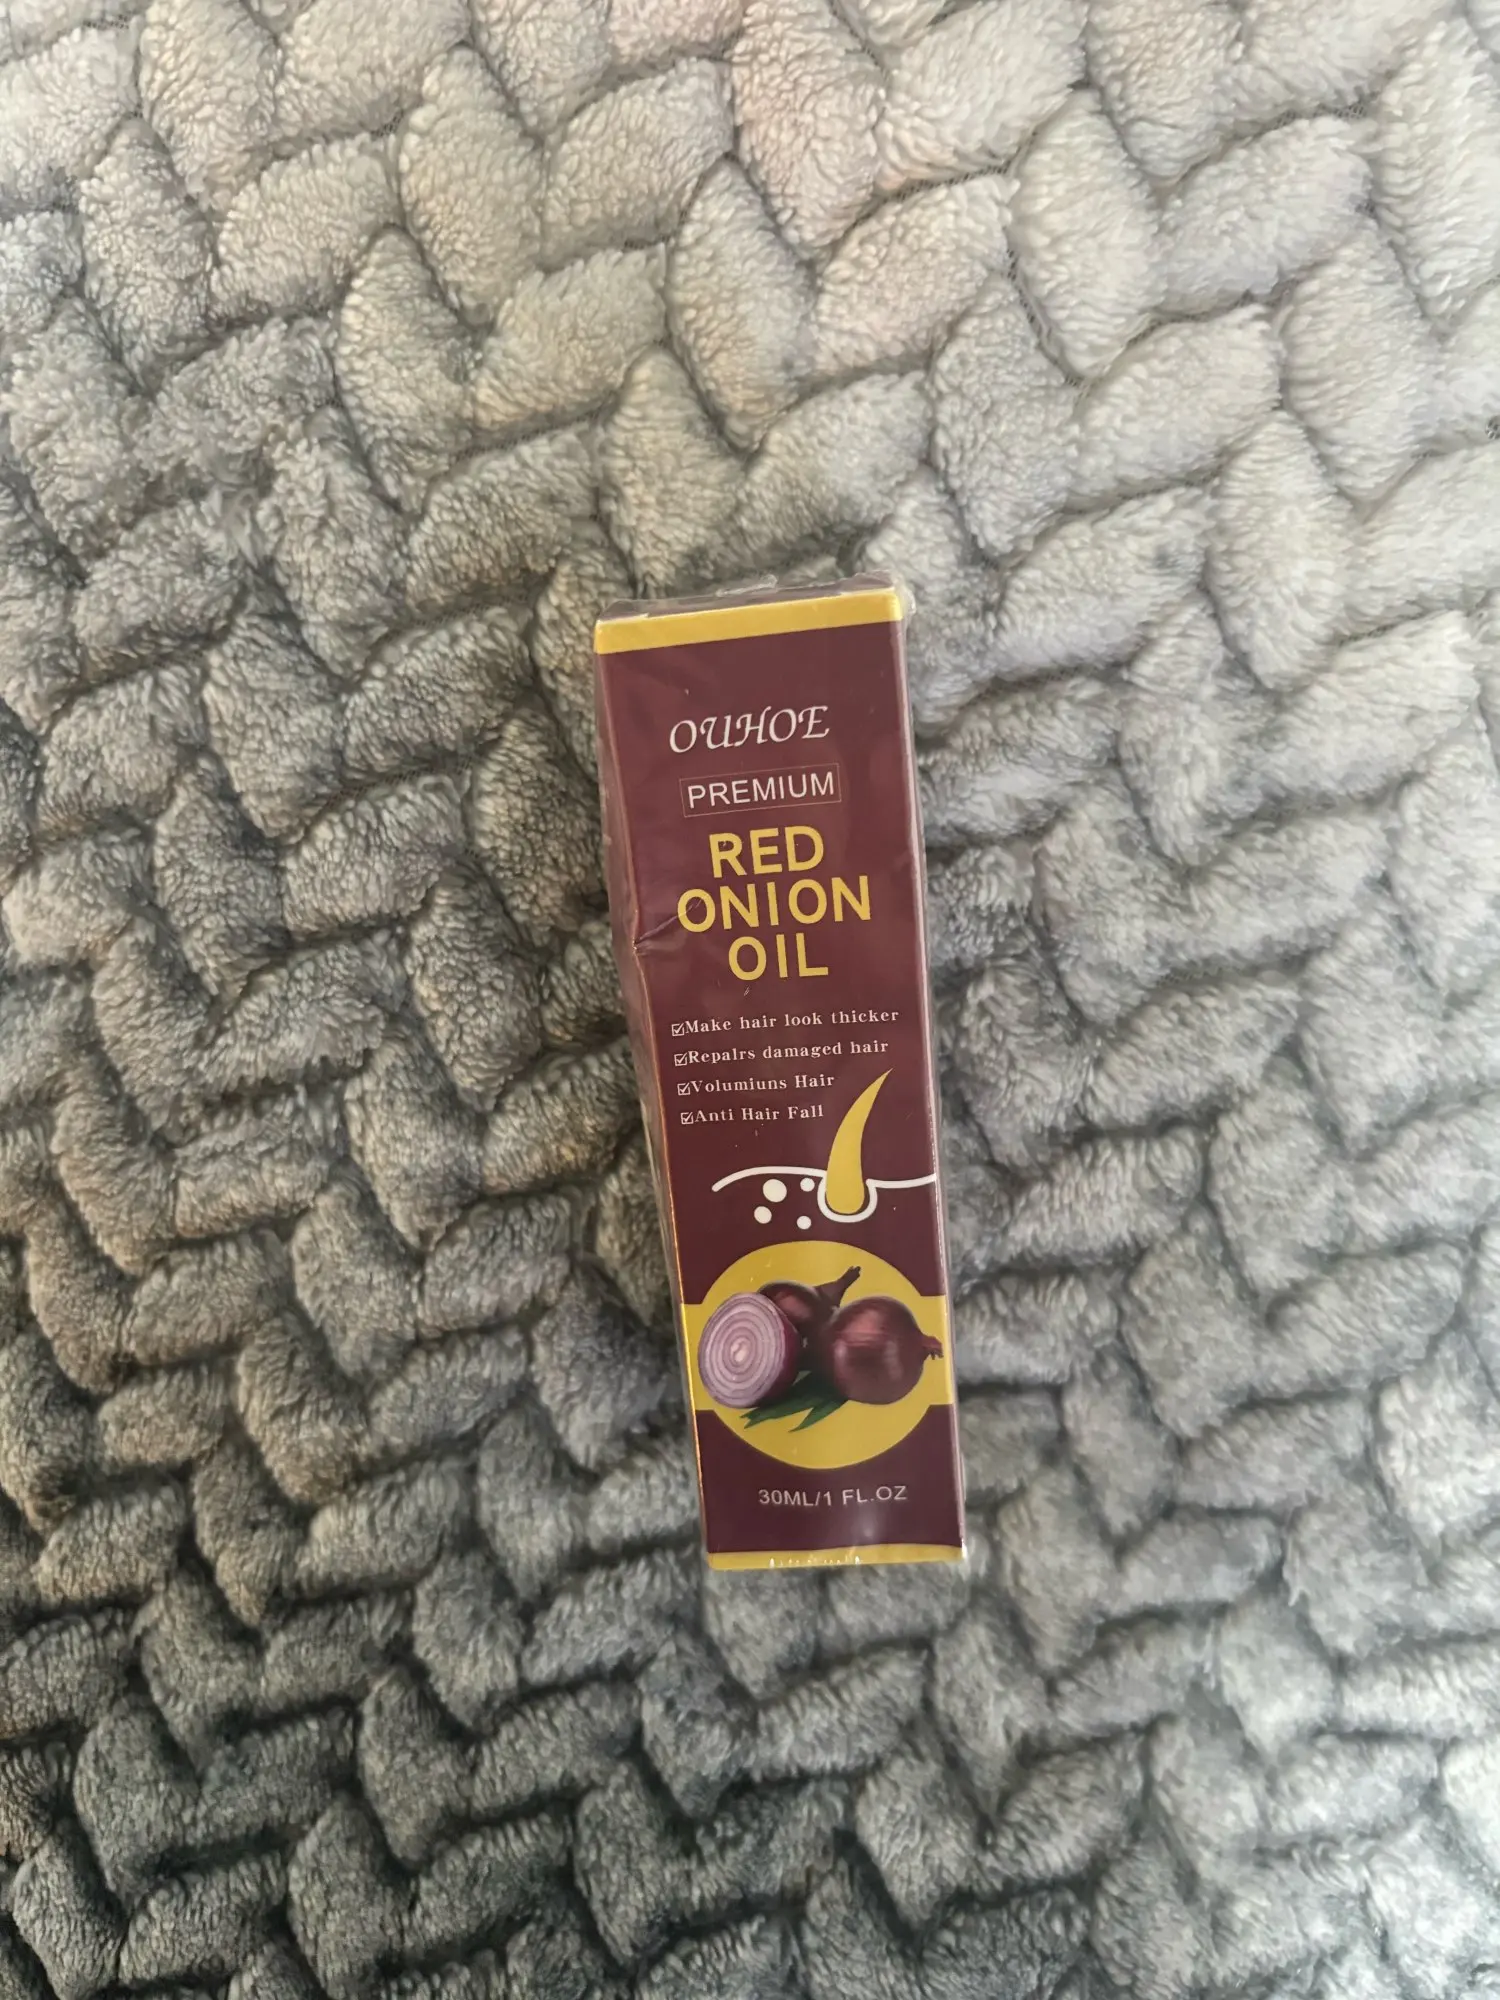 OUHOE
PREMIUM
RED
ONION
OIL
☑Make hair look thicker
☑Repalrs damaged hair
☑Volumiuns Hair
☑Anti Hair Fall
30ML/1 FL.OZ